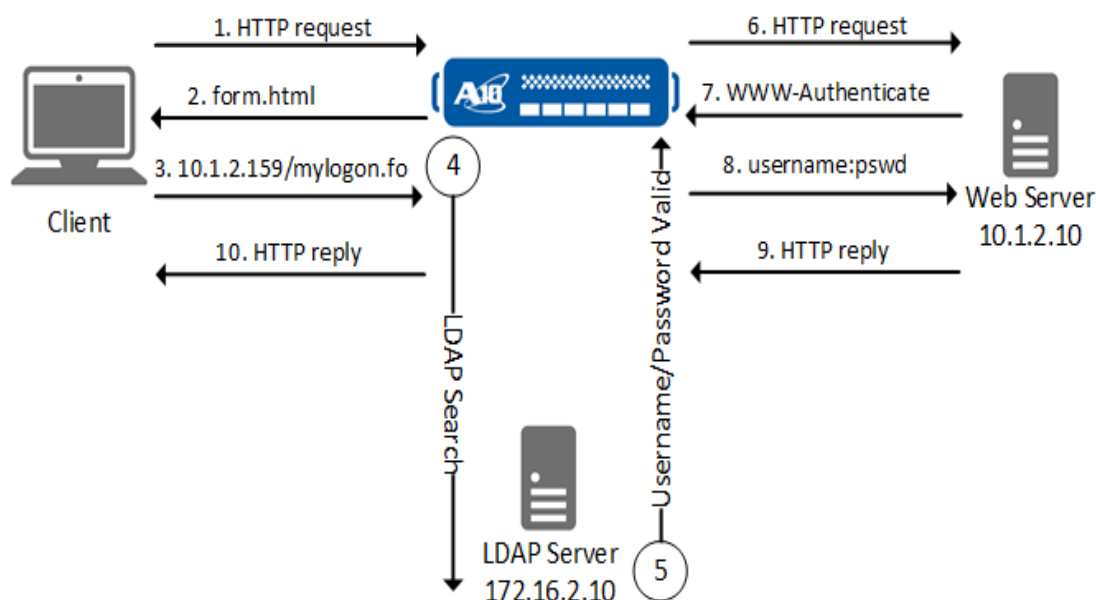 1. HTTP request
6. HTTP request
A10
2. form.html
7. WWW-Authenticate
4
3. 10.1.2.159/mylogon.fo
8. username:pswd
Client
Web Server
10.1.2.10
10. HTTP reply
9. HTTP reply
LDAP Search
Username/Password Valid
LDAP Server
172.16.2.10
5